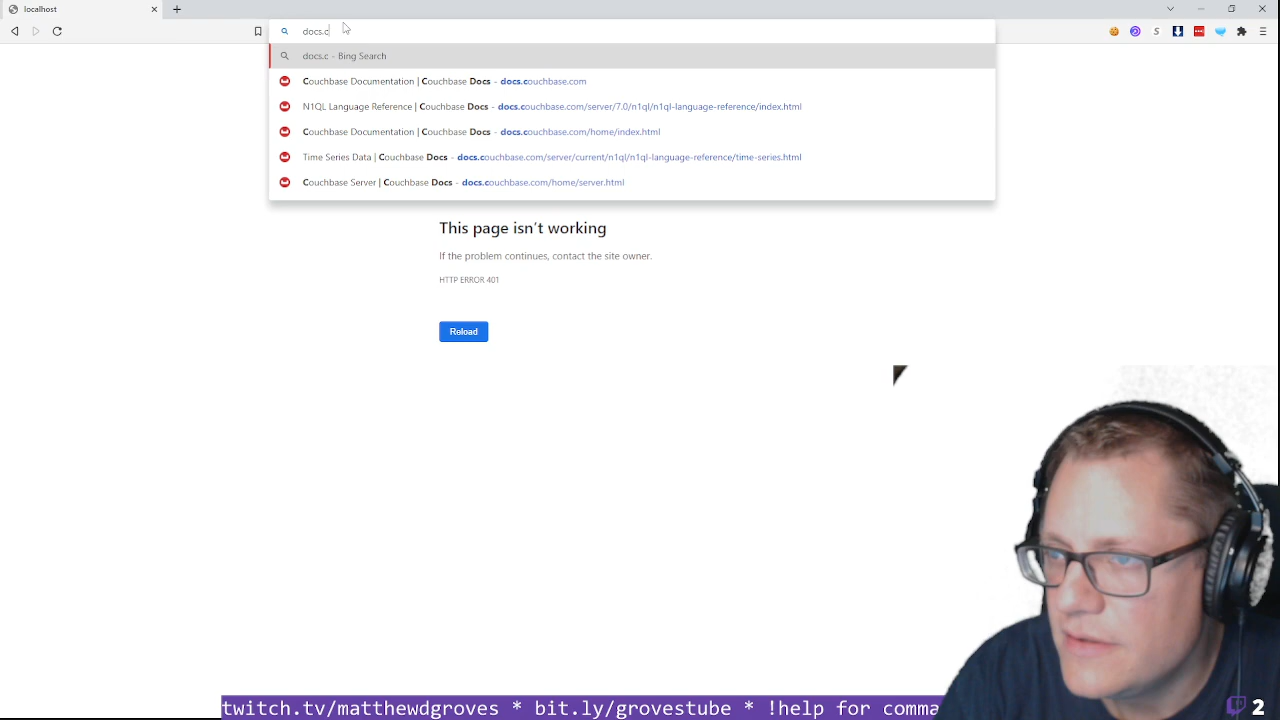 localhost
docs.c
docs.c - Bing Search
Couchbase Documentation | Couchbase Docs - docs.couchbase.com
N1QL Language Reference | Couchbase Docs - docs.couchbase.com/server/7.0/n1ql/n1ql-language-reference/index.html
Couchbase Documentation | Couchbase Docs - docs.couchbase.com/home/index.html
Time Series Data | Couchbase Docs - docs.couchbase.com/server/current/n1ql/n1ql-language-reference/time-series.html
Couchbase Server | Couchbase Docs - docs.couchbase.com/home/server.html
This page isn't working
If the problem continues, contact the site owner.
HTTP ERROR 401
Reload
twitch.tv/matthewdgroves * bit.ly/grovestube * !help for comma
2